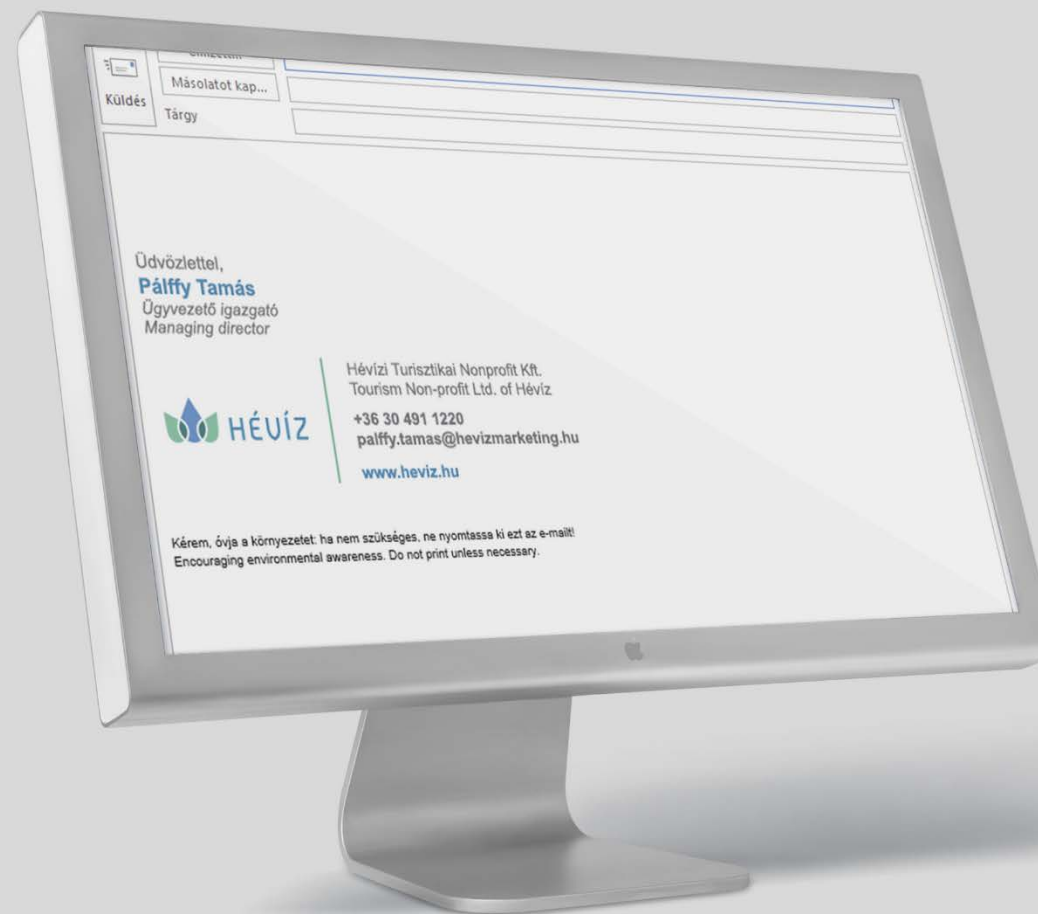 Küldés
Másolatot kap...
Tárgy
Üdvözlettel,
Pálffy Tamás
Ügyvezető igazgató
Managing director
HÉVÍZ
Hévízi Turisztikai Nonprofit Kft.
Tourism Non-profit Ltd. of Hévíz
+36 30 491 1220
palffy.tamas@hevizmarketing.hu
www.heviz.hu
Kérem, óvja a környezetet: ha nem szükséges, ne nyomtassa ki ezt az e-mailt!
Encouraging environmental awareness. Do not print unless necessary.